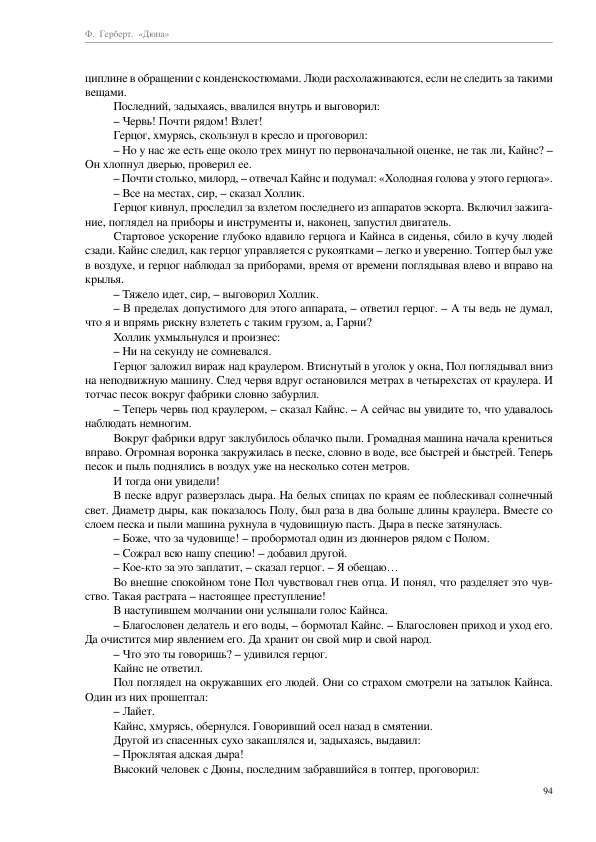 Ф. Герберт. «Дюна»
циплине в обращении с конденскостюмами. Люди расхолаживаются, если не следить за такими
вещами.
Последний, задыхаясь, ввалился внутрь и выговорил:
– Червь! Почти рядом! Взлет!
Герцог, хмурясь, скользнул в кресло и проговорил:
– Но у нас же есть еще около трех минут по первоначальной оценке, не так ли, Кайнс? –
Он хлопнул дверью, проверил ее.
– Почти столько, милорд, – отвечал Кайнс и подумал: «Холодная голова у этого герцога».
– Все на местах, сир, – сказал Холлик.
Герцог кивнул, проследил за взлетом последнего из аппаратов эскорта. Включил зажига-
ние, поглядел на приборы и инструменты и, наконец, запустил двигатель.
Стартовое ускорение глубоко вдавило герцога и Кайнса в сиденья, сбило в кучу людей
сзади. Кайнс следил, как герцог управляется с рукоятками – легко и уверенно. Топтер был уже
в воздухе, и герцог наблюдал за приборами, время от времени поглядывая влево и вправо на
крылья.
– Тяжело идет, сир, – выговорил Холлик.
– В пределах допустимого для этого аппарата, – ответил герцог. – А ты ведь не думал,
что я и впрямь рискну взлететь с таким грузом, а, Гарни?
Холлик ухмыльнулся и произнес:
– Ни на секунду не сомневался.
Герцог заложил вираж над краулером. Втиснутый в уголок у окна, Пол поглядывал вниз
на неподвижную машину. След червя вдруг остановился метрах в четырехстах от краулера. И
тотчас песок вокруг фабрики словно забурлил.
– Теперь червь под краулером, – сказал Кайнс. – А сейчас вы увидите то, что удавалось
наблюдать немногим.
Вокруг фабрики вдруг заклубилось облачко пыли. Громадная машина начала крениться
вправо. Огромная воронка закружилась в песке, словно в воде, все быстрей и быстрей. Теперь
песок и пыль поднялись в воздух уже на несколько сотен метров.
И тогда они увидели!
В песке вдруг разверзлась дыра. На белых спицах по краям ее поблескивал солнечный
свет. Диаметр дыры, как показалось Полу, был раза в два больше длины краулера. Вместе со
слоем песка и пыли машина рухнула в чудовищную пасть. Дыра в песке затянулась.
– Боже, что за чудовище! – пробормотал один из дюннеров рядом с Полом.
– Сожрал всю нашу специю! – добавил другой.
– Кое-кто за это заплатит, – сказал герцог. – Я обещаю…
Во внешне спокойном тоне Пол чувствовал гнев отца. И понял, что разделяет это чув-
ство. Такая растрата – настоящее преступление!
В наступившем молчании они услышали голос Кайнса.
– Благословен делатель и его воды, – бормотал Кайнс. – Благословен приход и уход его.
Да очистится мир явлением его. Да хранит он свой мир и свой народ.
– Что это ты говоришь? – удивился герцог.
Кайнс не ответил.
Пол поглядел на окружавших его людей. Они со страхом смотрели на затылок Кайнса.
Один из них прошептал:
– Лайет.
Кайнс, хмурясь, обернулся. Говоривший осел назад в смятении.
Другой из спасенных сухо закашлялся и, задыхаясь, выдавил:
– Проклятая адская дыра!
Высокий человек с Дюны, последним забравшийся в топтер, проговорил:
94